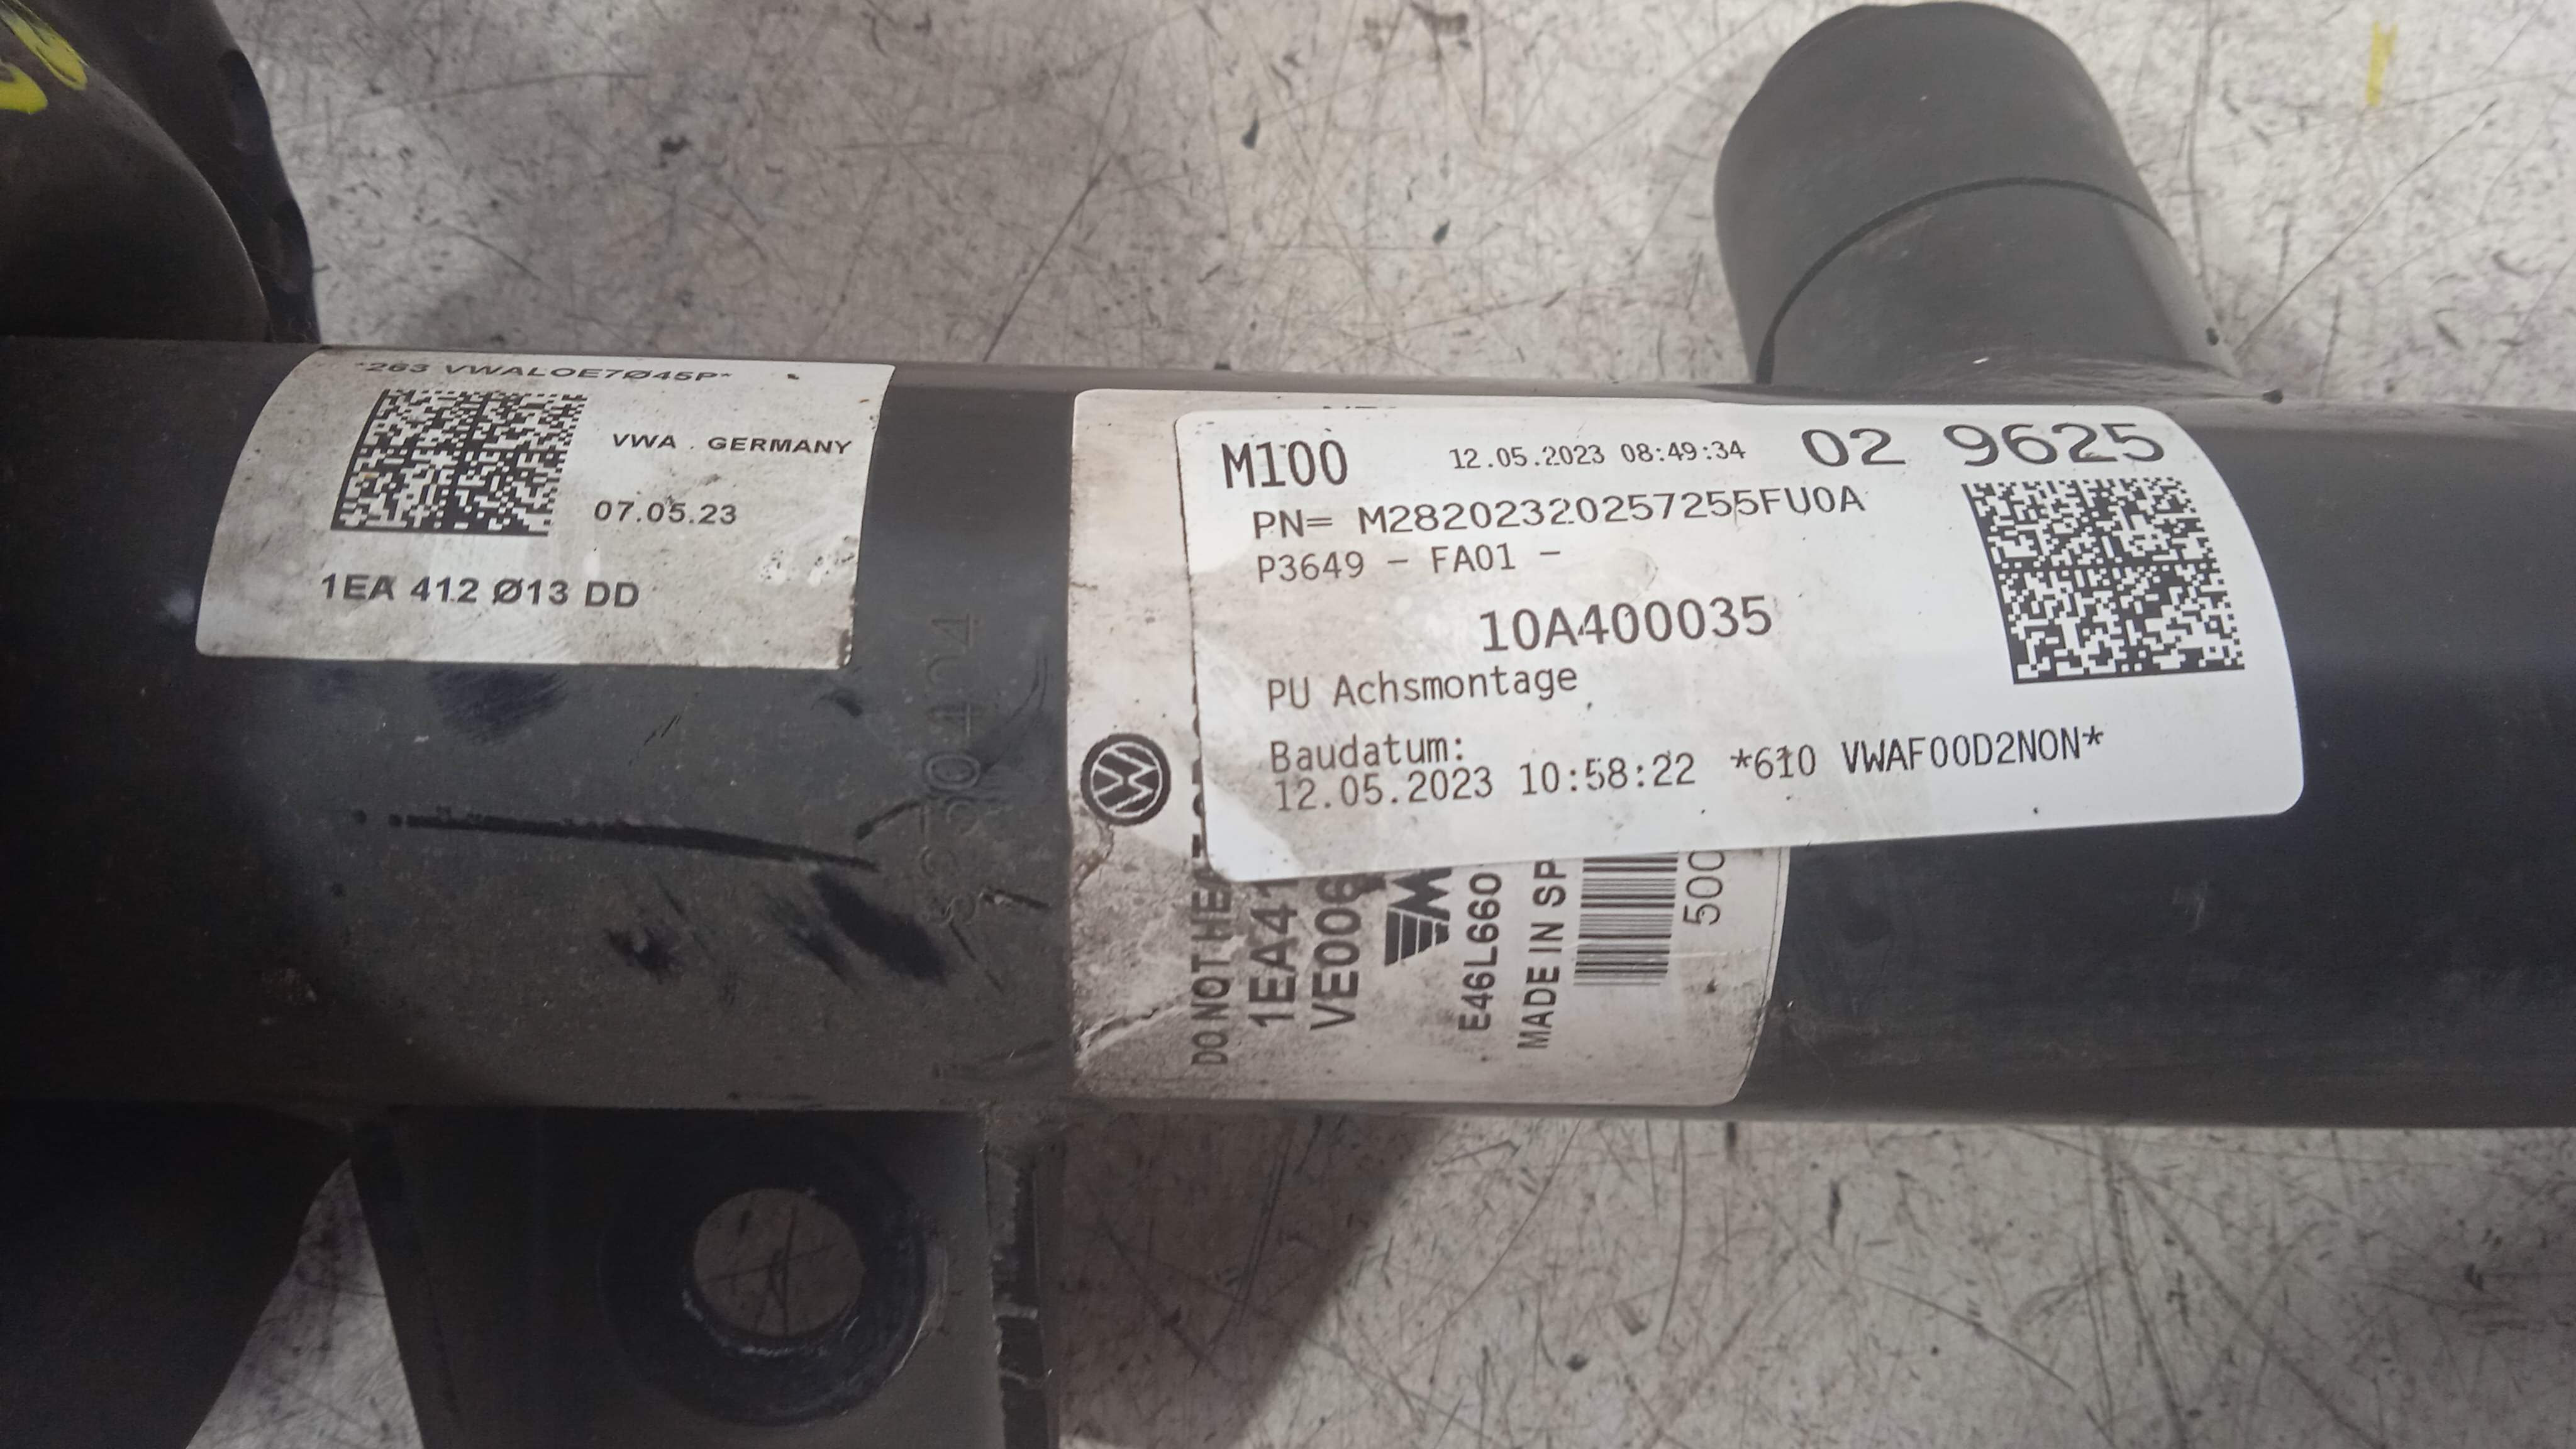 *263 VWALOE7Ø45P*
VWA . GERMANY
07.05.23
1EA 412 Ø13 DD
M100 12.05.2023 08:49:34 02 9625
PN= M28202320257255FU0A
P3649 - FA01 -
10A400035
PU Achsmontage
Baudatum:
12.05.2023 10:58:22 *610 VWAF00D2NON*
DO NOT HEA
1EA41
VE006
E46L660
MADE IN SP
500